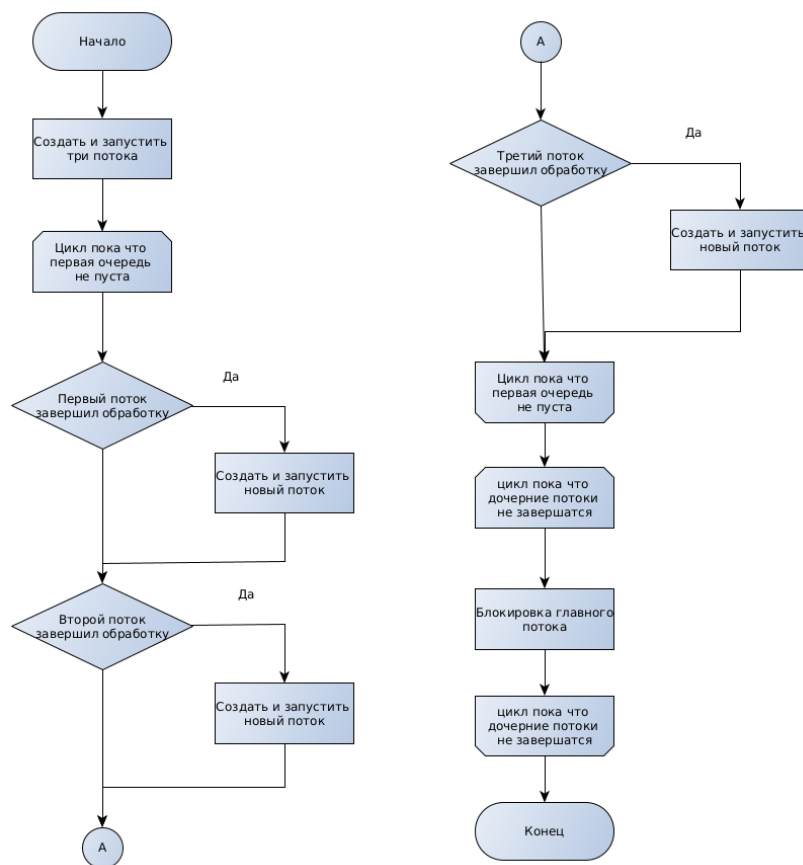 Начало
Создать и запустить
три потока
Цикл пока что
первая очередь
не пуста
Да
Первый поток
завершил обработку
Создать и запустить
новый поток
Да
Второй поток
завершил обработку
Создать и запустить
новый поток
А
А
Да
Третий поток
завершил обработку
Создать и запустить
новый поток
Цикл пока что
первая очередь
не пуста
цикл пока что
дочерние потоки
не завершатся
Блокировка главного
потока
цикл пока что
дочерние потоки
не завершатся
Конец